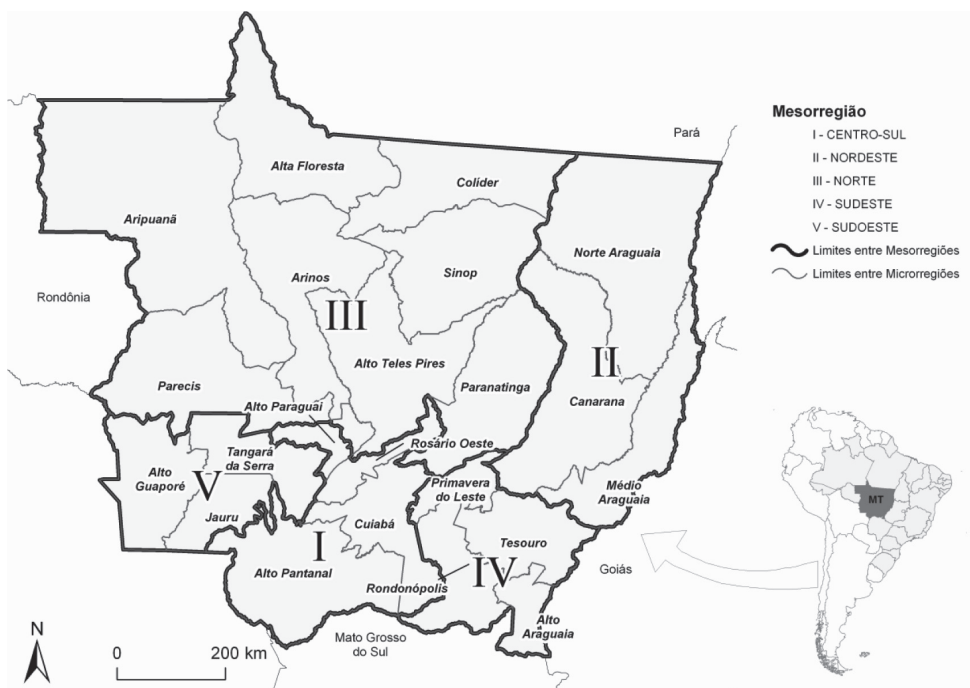 Pará
Mesorregião
I - CENTRO-SUL
II - NORDESTE
III - NORTE
IV - SUDESTE
V - SUDOESTE
Limites entre Mesorregiões
Limites entre Microrregiões
Alta Floresta
Colíder
Aripuanã
Norte Araguaia
Arinos
Sinop
Rondônia
III
Alto Teles Pires
II
Parecis
Paranatinga
Canarana
Alto Paraguai
Rosário Oeste
Tangará
da Serra
Alto
Guaporé
V
Primavera
do Leste
Médio
Araguaia
Jauru
Cuiabá
I
Tesouro
Alto Pantanal
Rondonópolis
IV
Goiás
Alto
Araguaia
Mato Grosso
do Sul
MT
N
0 200 km